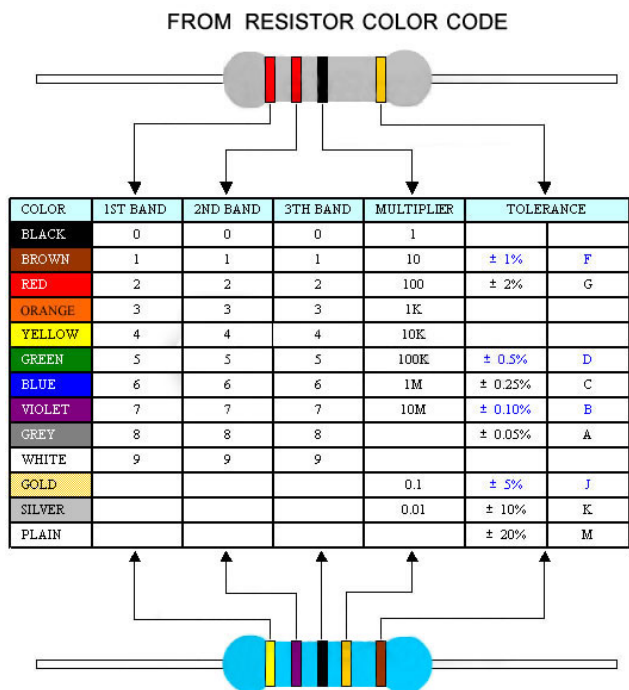 FROM RESISTOR COLOR CODE
COLOR 1ST BAND 2ND BAND 3TH BAND MULTIPLIER TOLERANCE
BLACK 0 0 0 1
BROWN 1 1 1 10 ± 1% F
RED 2 2 2 100 ± 2% G
ORANGE 3 3 3 1K
YELLOW 4 4 4 10K
GREEN 5 5 5 100K ± 0.5% D
BLUE 6 6 6 1M ± 0.25% C
VIOLET 7 7 7 10M ± 0.10% B
GREY 8 8 8 ± 0.05% A
WHITE 9 9 9
GOLD 0.1 ± 5% J
SILVER 0.01 ± 10% K
PLAIN ± 20% M